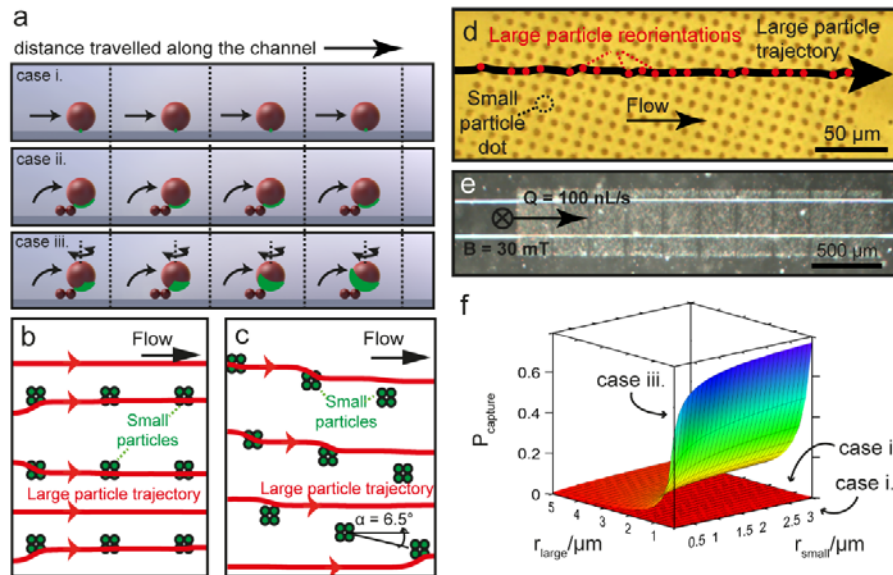 a
distance travelled along the channel
case i.
case ii.
case iii.
b
Flow
Small
particles
Large particle trajectory
c
Flow
Small
particles
Large particle trajectory
α = 6.5°
d
Large particle reorientations
Large particle
trajectory
Small
particle
dot
Flow
50 µm
e
Q = 100 nL/s
B = 30 mT
500 µm
f
0.6
0.4
0.2
0
P capture
case iii.
case i
case i.
5
4
3
2
1
0.5
1
1.5
2
2.5
3
r large/µm
r small/µm